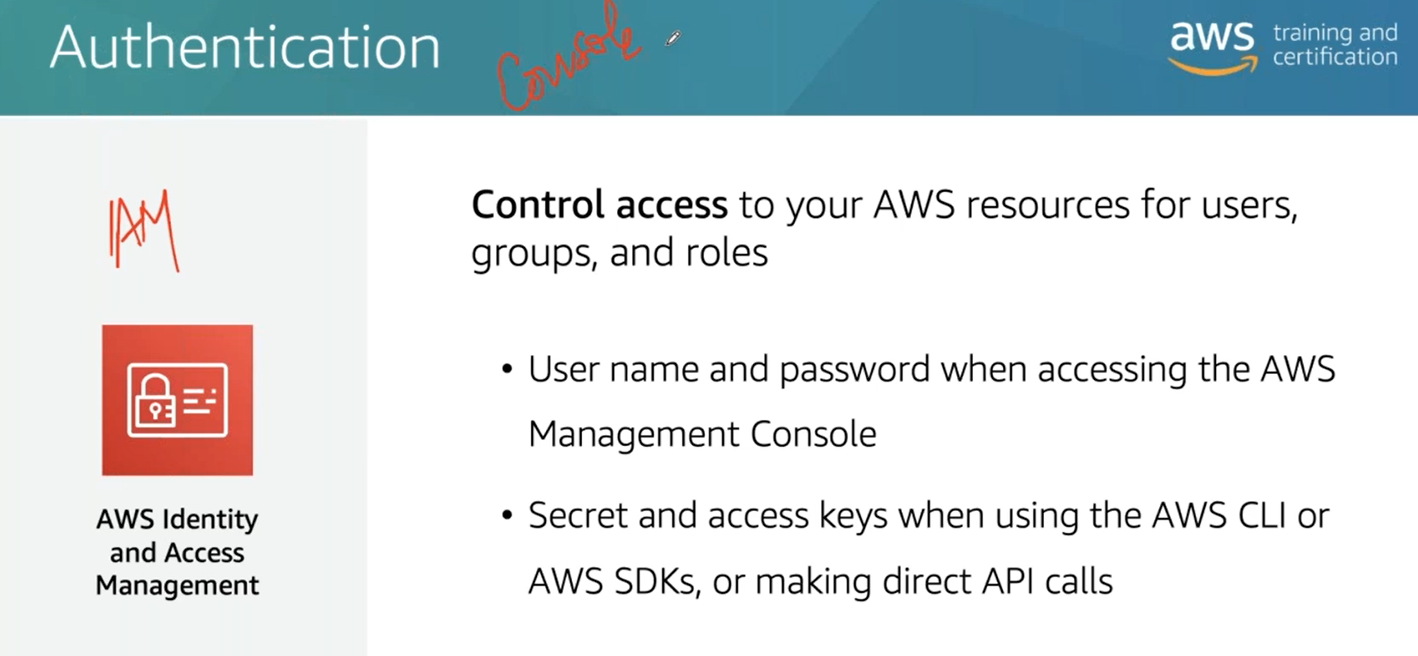 Authentication
Console
aws training and
certification
IAM
Control access to your AWS resources for users,
groups, and roles
• User name and password when accessing the AWS
Management Console
• Secret and access keys when using the AWS CLI or
AWS SDKs, or making direct API calls
AWS Identity
and Access
Management